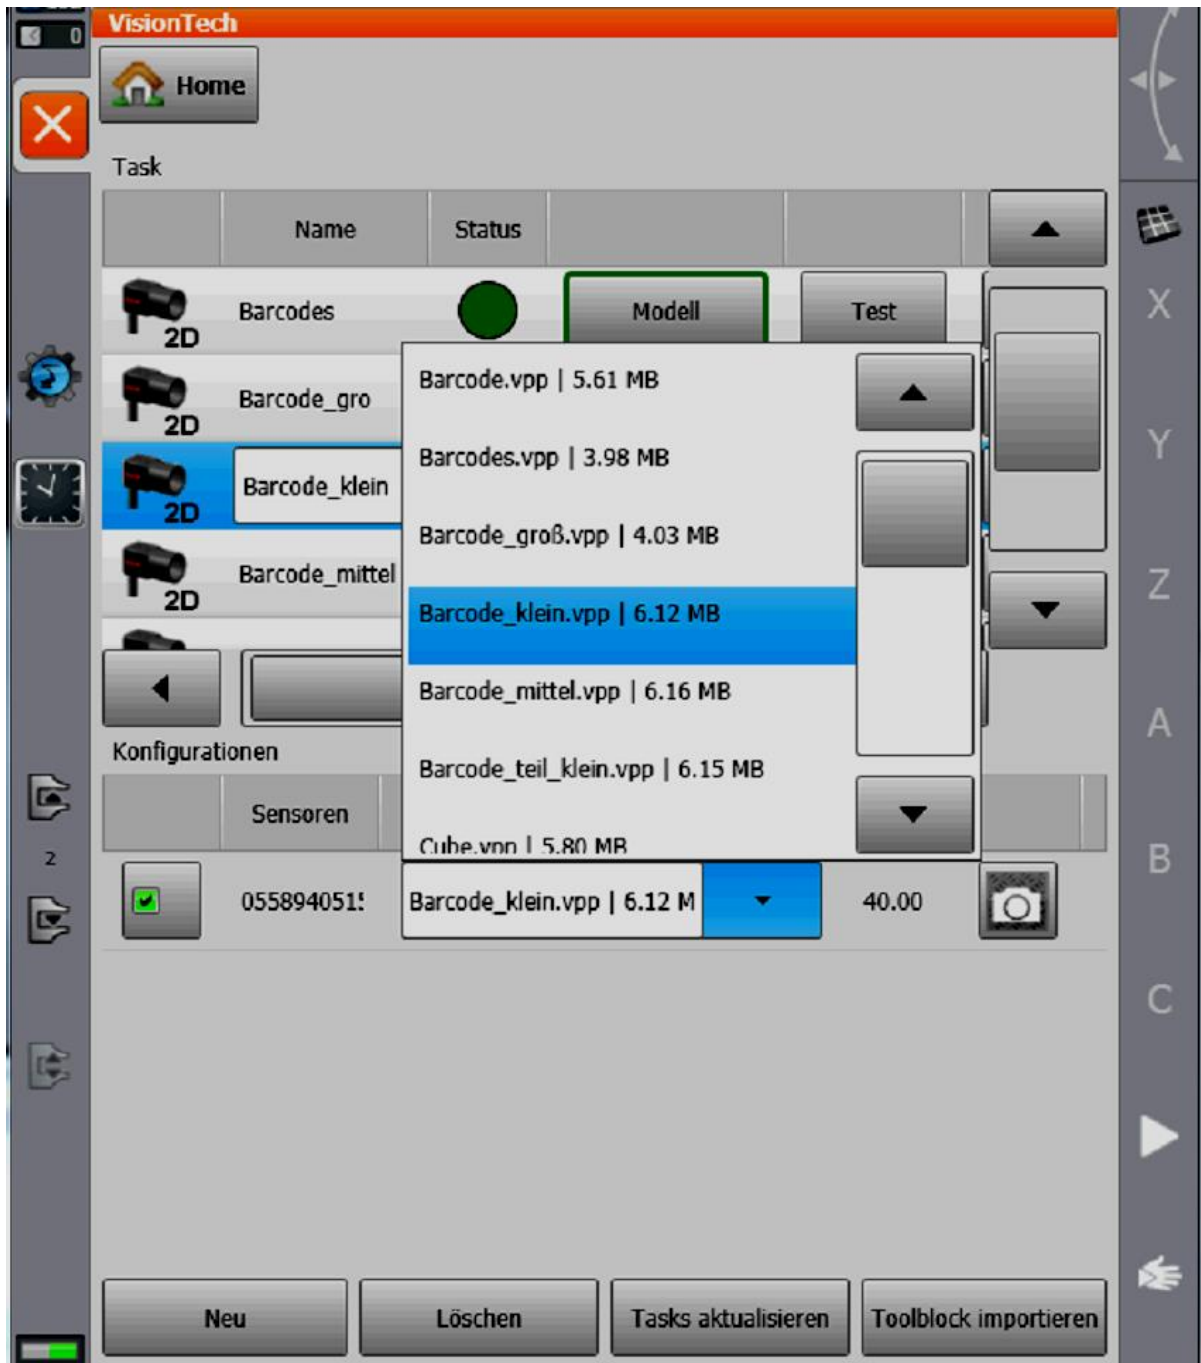 0
VisionTech
Home
Task
Name Status
2D Barcodes Modell Test
2D Barcode_gro
2D Barcode_klein
2D Barcode_mittel
Barcode.vpp | 5.61 MB
Barcodes.vpp | 3.98 MB
Barcode_groß.vpp | 4.03 MB
Barcode_klein.vpp | 6.12 MB
Barcode_mittel.vpp | 6.16 MB
Barcode_teil_klein.vpp | 6.15 MB
Cube.vpp | 5.80 MB
Konfigurationen
Sensoren
Barcode_klein.vpp | 6.12 M 40.00
Neu Löschen Tasks aktualisieren Toolblock importieren
2
X
Y
Z
A
B
C